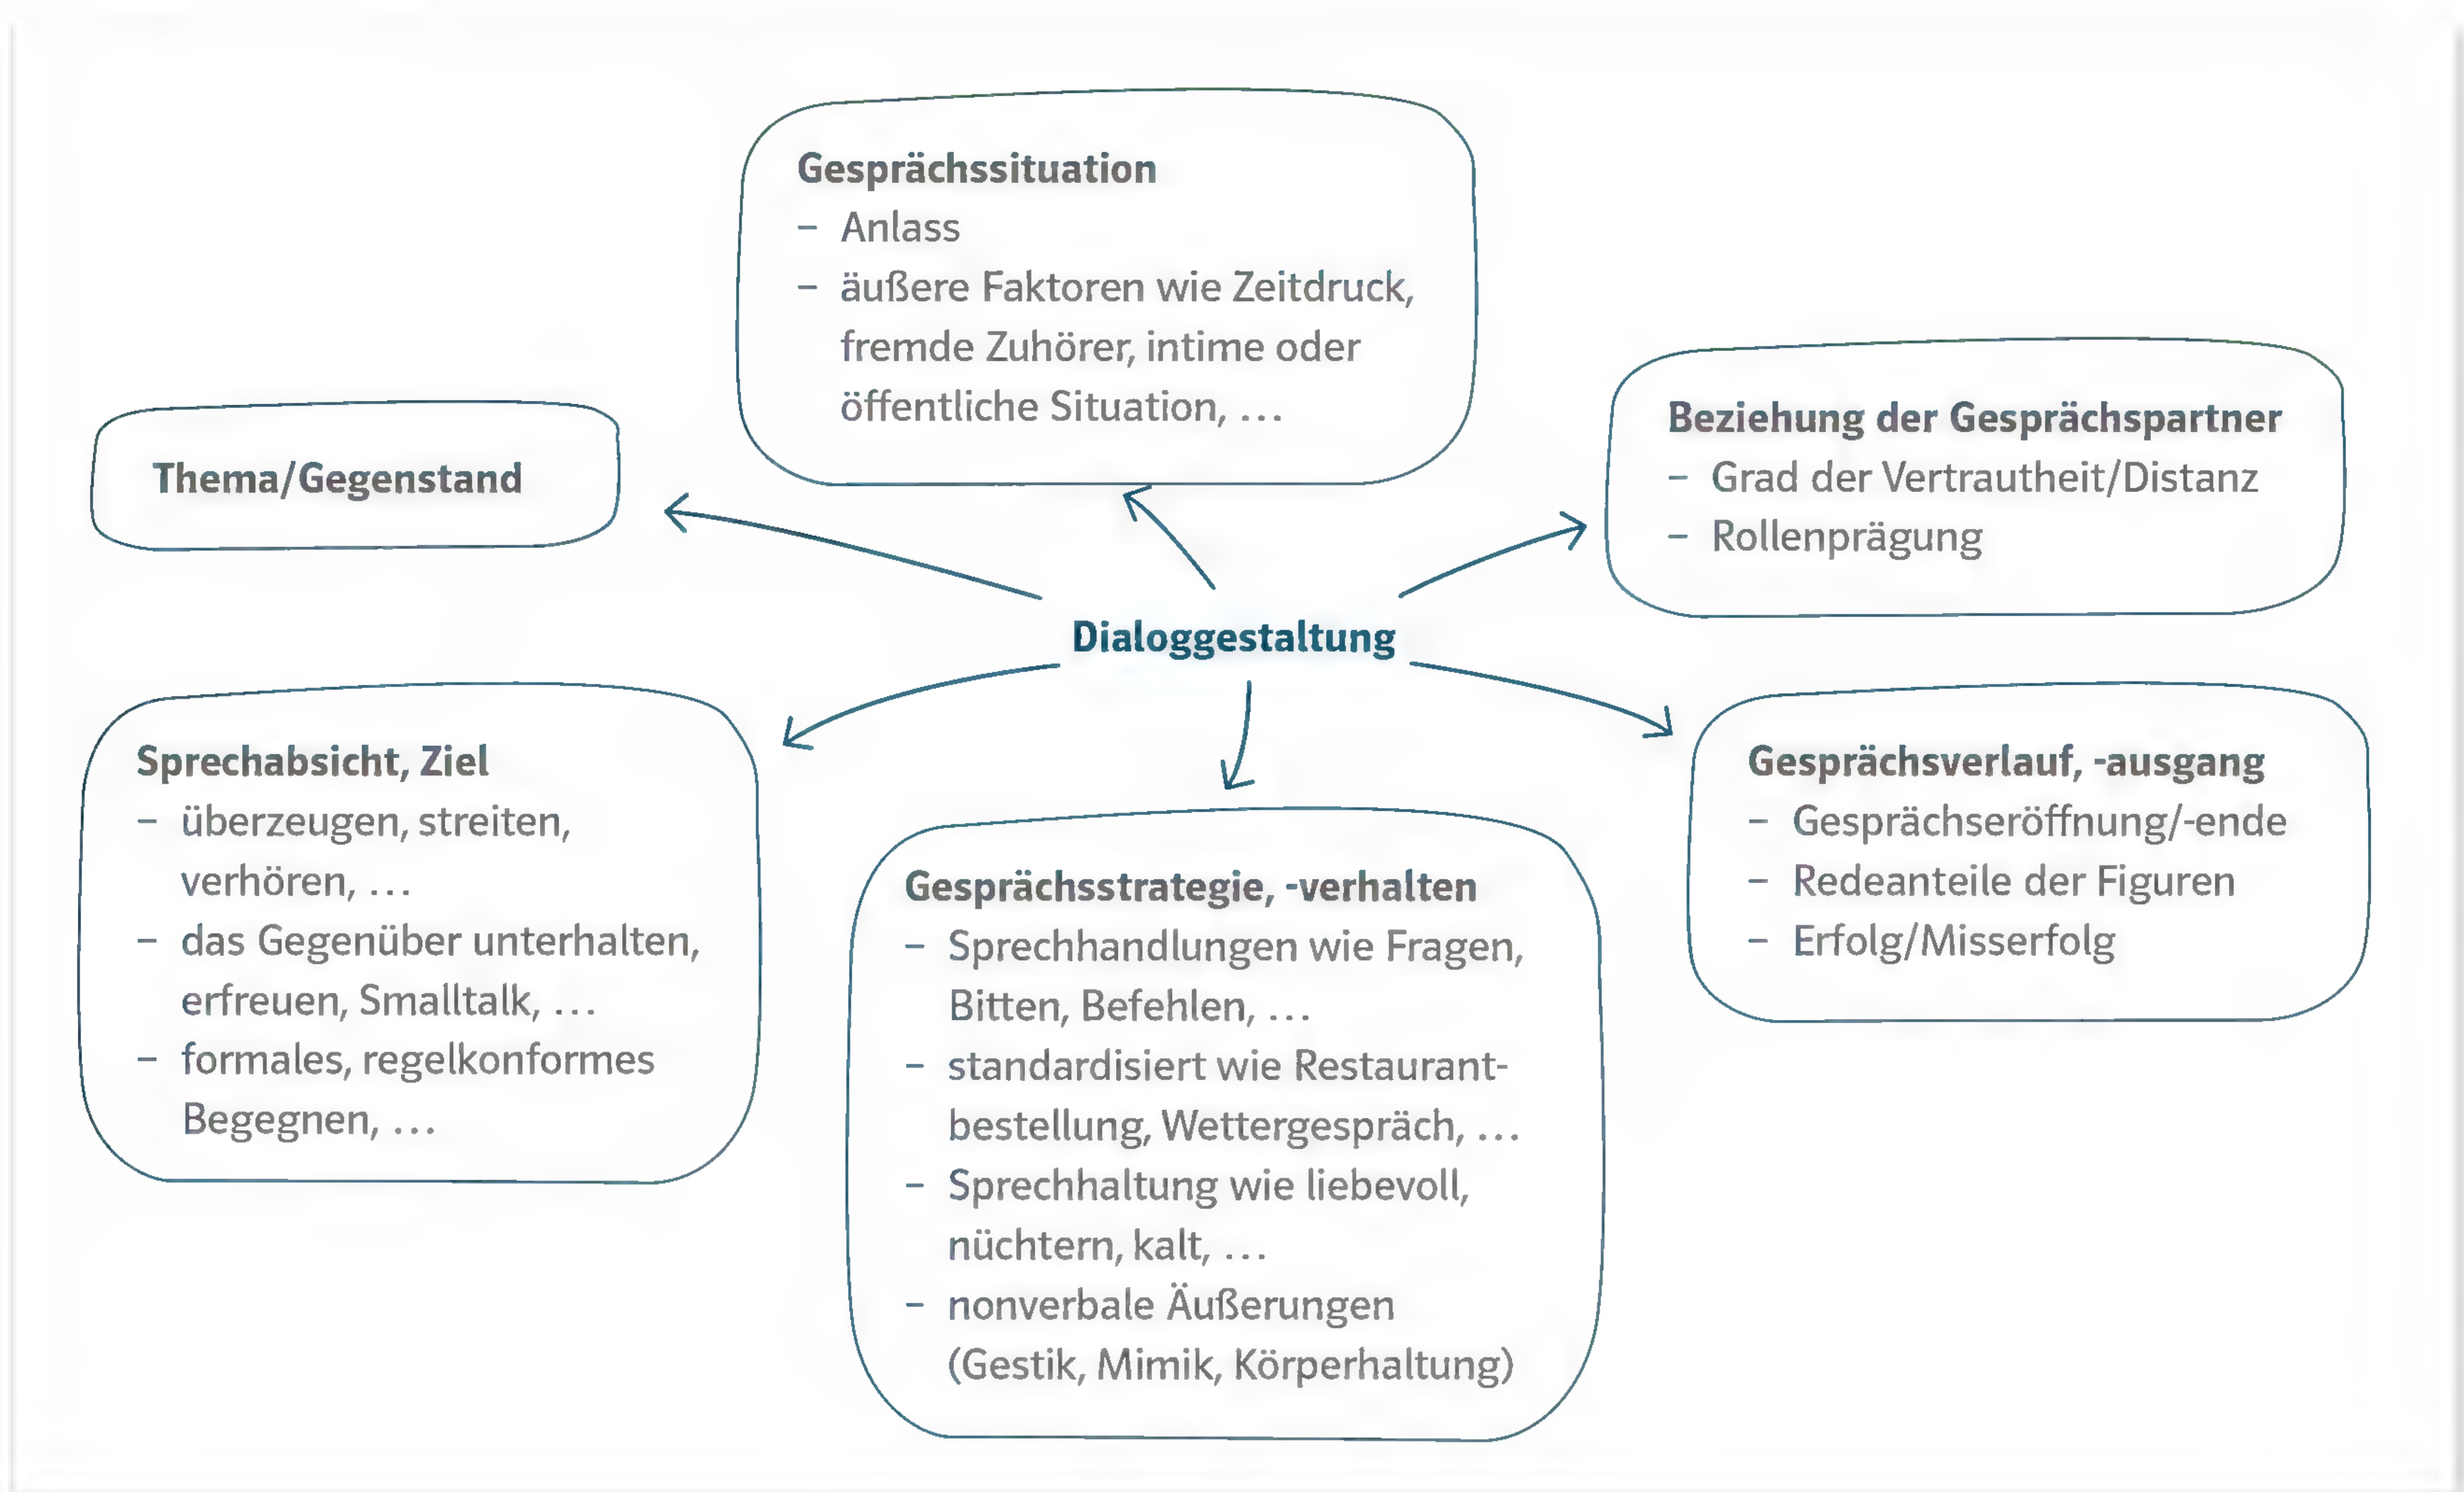 Gesprächssituation
– Anlass
– äußere Faktoren wie Zeitdruck,
fremde Zuhörer, intime oder
öffentliche Situation, …
Thema/Gegenstand
Beziehung der Gesprächspartner
– Grad der Vertrautheit/Distanz
– Rollenprägung
Dialoggestaltung
Sprechabsicht, Ziel
– überzeugen, streiten,
verhören, …
– das Gegenüber unterhalten,
erfreuen, Smalltalk, …
– formales, regelkonformes
Begegnen, …
Gesprächsstrategie, -verhalten
– Sprechhandlungen wie Fragen,
Bitten, Befehlen, …
– standardisiert wie Restaurant-
bestellung, Wettergespräch, …
– Sprechhaltung wie liebevoll,
nüchtern, kalt, …
– nonverbale Äußerungen
(Gestik, Mimik, Körperhaltung)
Gesprächsverlauf, -ausgang
– Gesprächseröffnung/-ende
– Redeanteile der Figuren
– Erfolg/Misserfolg